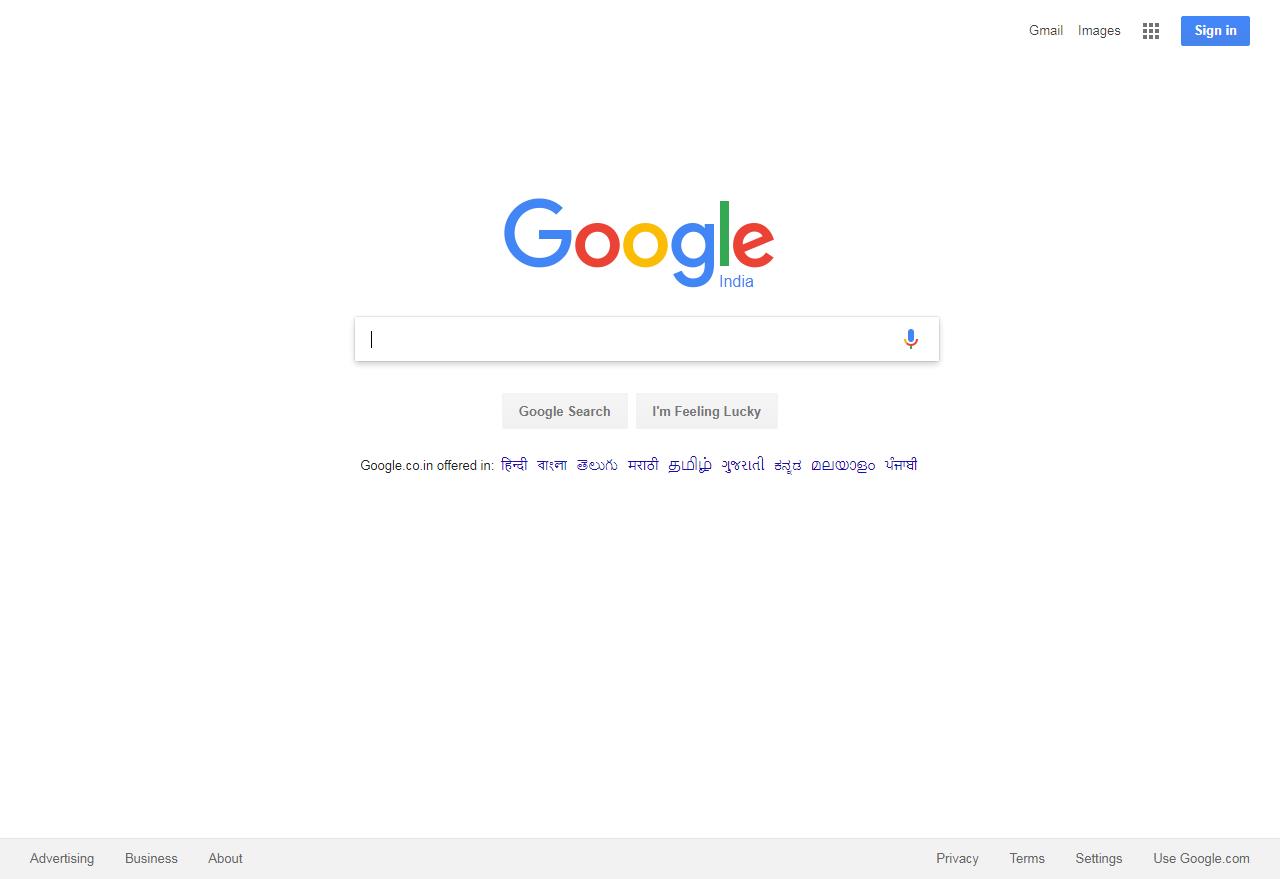 Gmail Images Sign in
Google
India
Google Search I'm Feeling Lucky
Google.co.in offered in: हिन्दी বাংলা తెలుగు मराठी தமிழ் ગુજરાતી ಕನ್ನಡ മലയാളം ਪੰਜਾਬੀ
Advertising Business About Privacy Terms Settings Use Google.com